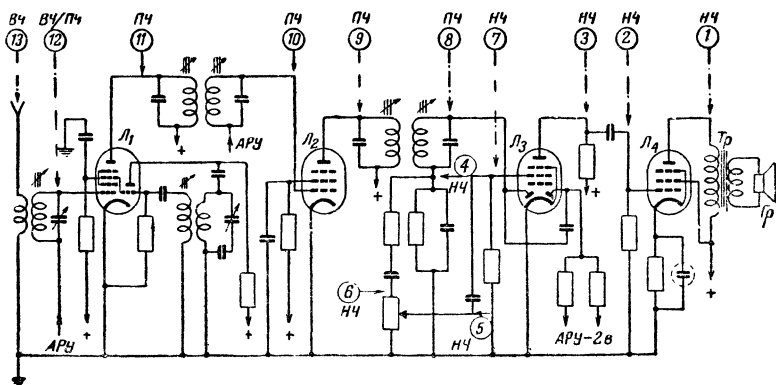 ВЧ ВЧ/ПЧ ПЧ ПЧ ПЧ ПЧ НЧ НЧ НЧ НЧ
13 12 11 10 9 8 7 3 2 1
Л1 АРУ Л2 Л3 Л4 Тр
+ + + +
4
НЧ
Гр
6
НЧ
5
НЧ
АРУ + + + АРУ-2в +